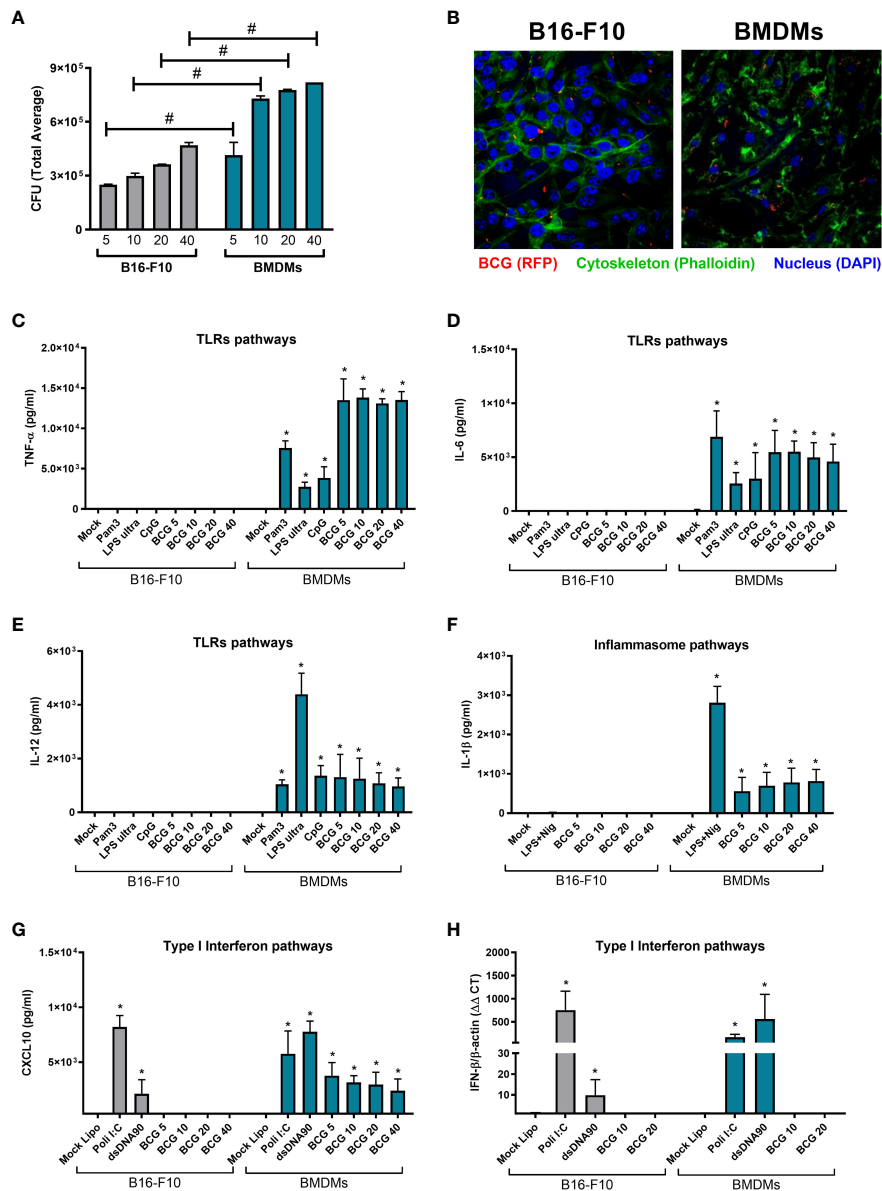 A
CFU (Total Average)
9×10⁵
6×10⁵
3×10⁵
0
#
#
#
#
5 10 20 40 5 10 20 40
B16-F10 BMDMs
B
B16-F10 BMDMs
BCG (RFP) Cytoskeleton (Phalloidin) Nucleus (DAPI)
C
TLRs pathways
TNF-α (pg/ml)
2.0×10⁴
1.5×10⁴
1.0×10⁴
5.0×10³
0
* * * * * * *
Mock Pam3 LPS ultra CpG BCG 5 BCG 10 BCG 20 BCG 40 Mock Pam3 LPS ultra CpG BCG 5 BCG 10 BCG 20 BCG 40
B16-F10 BMDMs
D
TLRs pathways
IL-6 (pg/ml)
1.5×10⁴
1×10⁴
5×10³
0
* * * * * * *
Mock Pam3 LPS ultra CPG BCG 5 BCG 10 BCG 20 BCG 40 Mock Pam3 LPS ultra CPG BCG 5 BCG 10 BCG 20 BCG 40
B16-F10 BMDMs
E
TLRs pathways
IL-12 (pg/ml)
6×10³
4×10³
2×10³
0
* * * * * * *
Mock Pam3 LPS ultra CpG BCG 5 BCG 10 BCG 20 BCG 40 Mock Pam3 LPS ultra CpG BCG 5 BCG 10 BCG 20 BCG 40
B16-F10 BMDMs
F
Inflammasome pathways
IL-1β (pg/ml)
4×10³
3×10³
2×10³
1×10³
0
* * * * *
Mock LPS+Nig BCG 5 BCG 10 BCG 20 BCG 40 Mock LPS+Nig BCG 5 BCG 10 BCG 20 BCG 40
B16-F10 BMDMs
G
Type I Interferon pathways
CXCL10 (pg/ml)
1.5×10⁴
1×10⁴
5×10³
* * * * * * * *
Mock Lipo Poli I:C dsDNA90 BCG 5 BCG 10 BCG 20 BCG 40 Mock Lipo Poli I:C dsDNA90 BCG 5 BCG 10 BCG 20 BCG 40
B16-F10 BMDMs
H
Type I Interferon pathways
IFN-β/β-actin (ΔΔ CT)
2000
1500
1000
500
30
20
10
* * * *
Mock Lipo Poli I:C dsDNA90 BCG 10 BCG 20 Mock Lipo Poli I:C dsDNA90 BCG 10 BCG 20
B16-F10 BMDMs